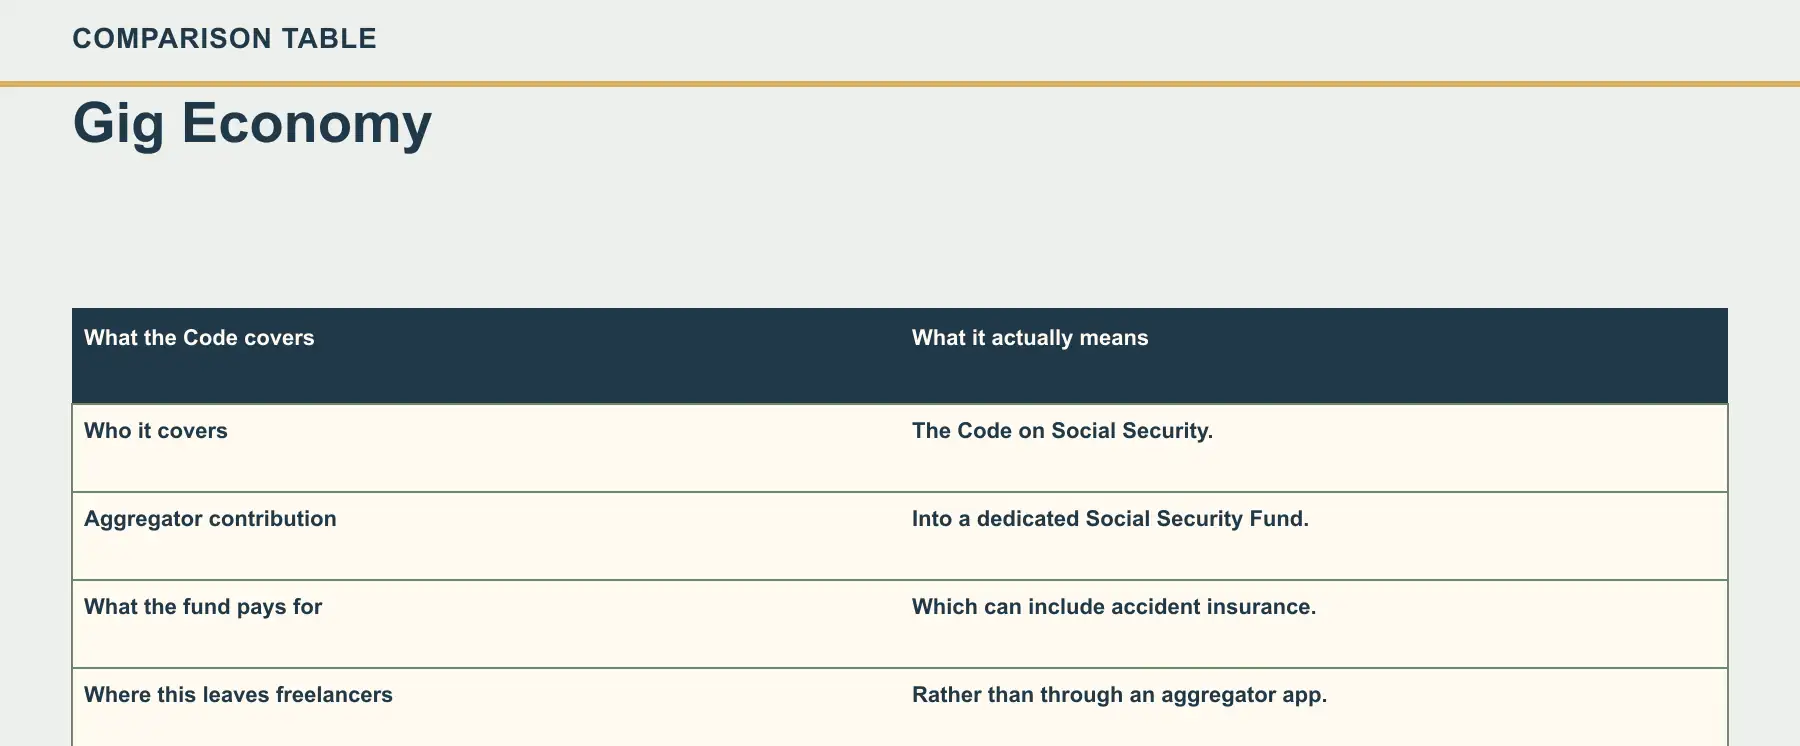 COMPARISON TABLE
Gig Economy
What the Code covers What it actually means
Who it covers The Code on Social Security.
Aggregator contribution Into a dedicated Social Security Fund.
What the fund pays for Which can include accident insurance.
Where this leaves freelancers Rather than through an aggregator app.